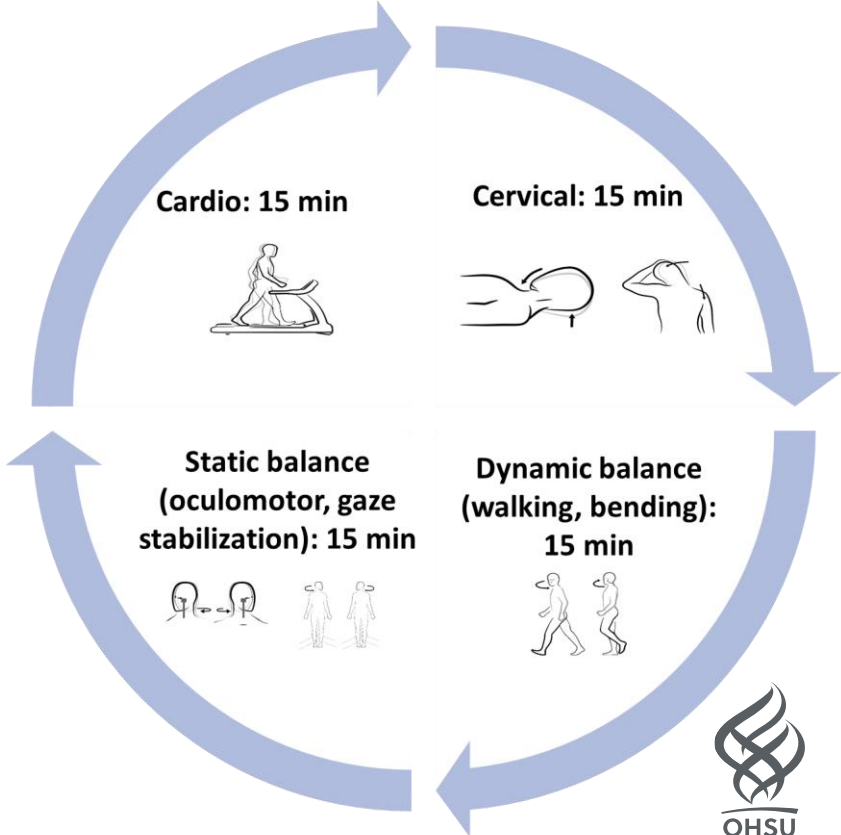 Cardio: 15 min
Cervical: 15 min
Static balance
(oculomotor, gaze
stabilization): 15 min
Dynamic balance
(walking, bending):
15 min
OHSU